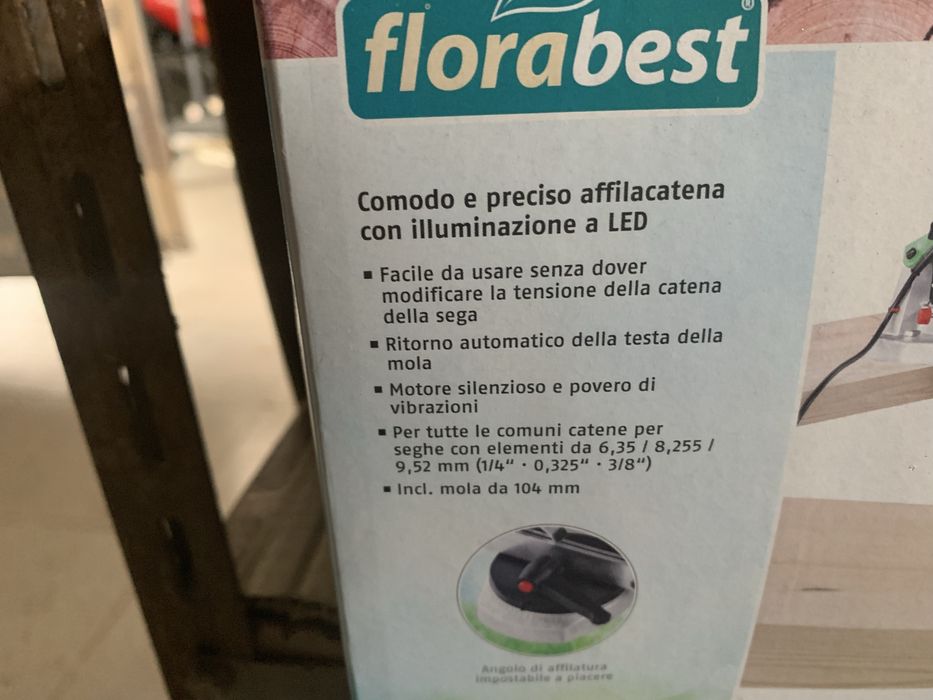 florabest®
Comodo e preciso affilacatena
con illuminazione a LED
▪ Facile da usare senza dover
modificare la tensione della catena
della sega
▪ Ritorno automatico della testa della
mola
▪ Motore silenzioso e povero di
vibrazioni
▪ Per tutte le comuni catene per
seghe con elementi da 6,35 / 8,255 /
9,52 mm (1/4“ · 0,325“ · 3/8“)
▪ Incl. mola da 104 mm
Angolo di affilatura
impostabile a piacere